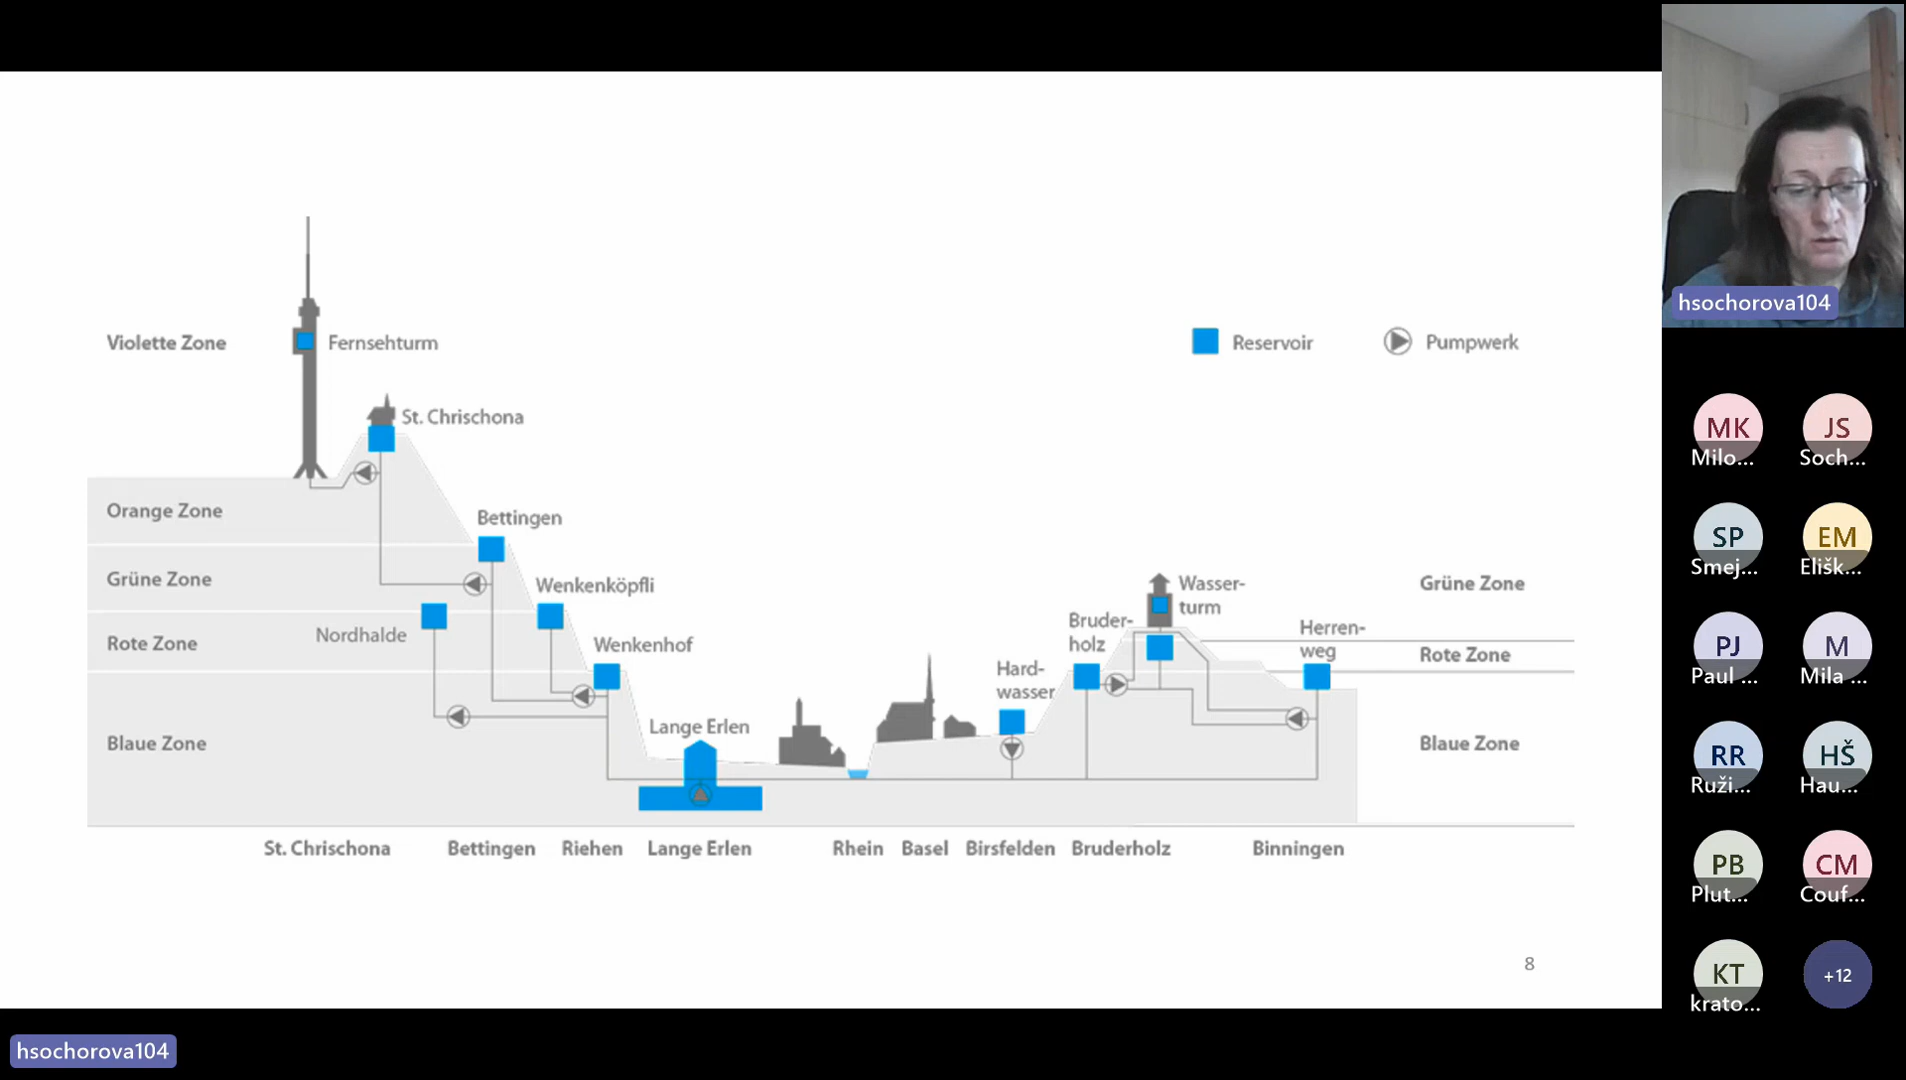 Violette Zone
Fernsehturm
Reservoir
Pumpwerk
St. Chrischona
Orange Zone
Bettingen
Grüne Zone
Wenkenköpfli
Nordhalde
Rote Zone
Wenkenhof
Lange Erlen
Blaue Zone
Hard-
wasser
Bruder-
holz
Wasser-
turm
Herren-
weg
Grüne Zone
Rote Zone
Blaue Zone
St. Chrischona
Bettingen
Riehen
Lange Erlen
Rhein
Basel
Birsfelden
Bruderholz
Binningen
8
hsochorova104
hsochorova104
MK
Milo...
JS
Soch...
SP
Smej...
EM
Elišk...
PJ
Paul ...
M
Mila ...
RR
Ruži...
HŠ
Hau...
PB
Plut...
CM
Couf...
KT
krato...
+12